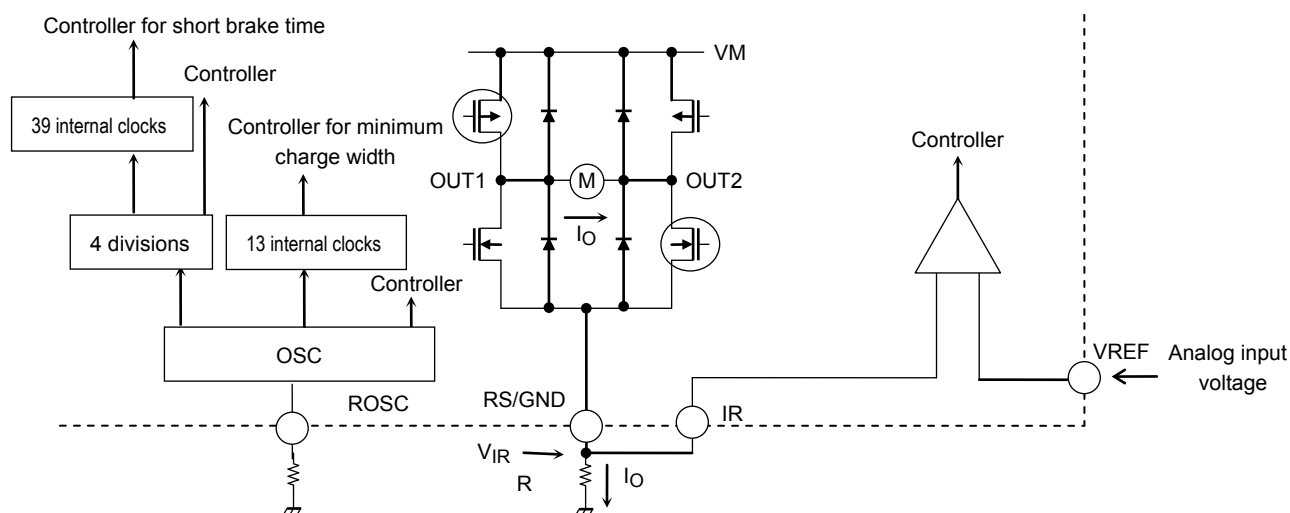 Controller for short brake time
Controller
39 internal clocks
Controller for minimum
charge width
4 divisions
13 internal clocks
Controller
OSC
ROSC
VM
OUT1
M
OUT2
IO
RS/GND
IR
VIR
R
IO
Controller
VREF
Analog input
voltage